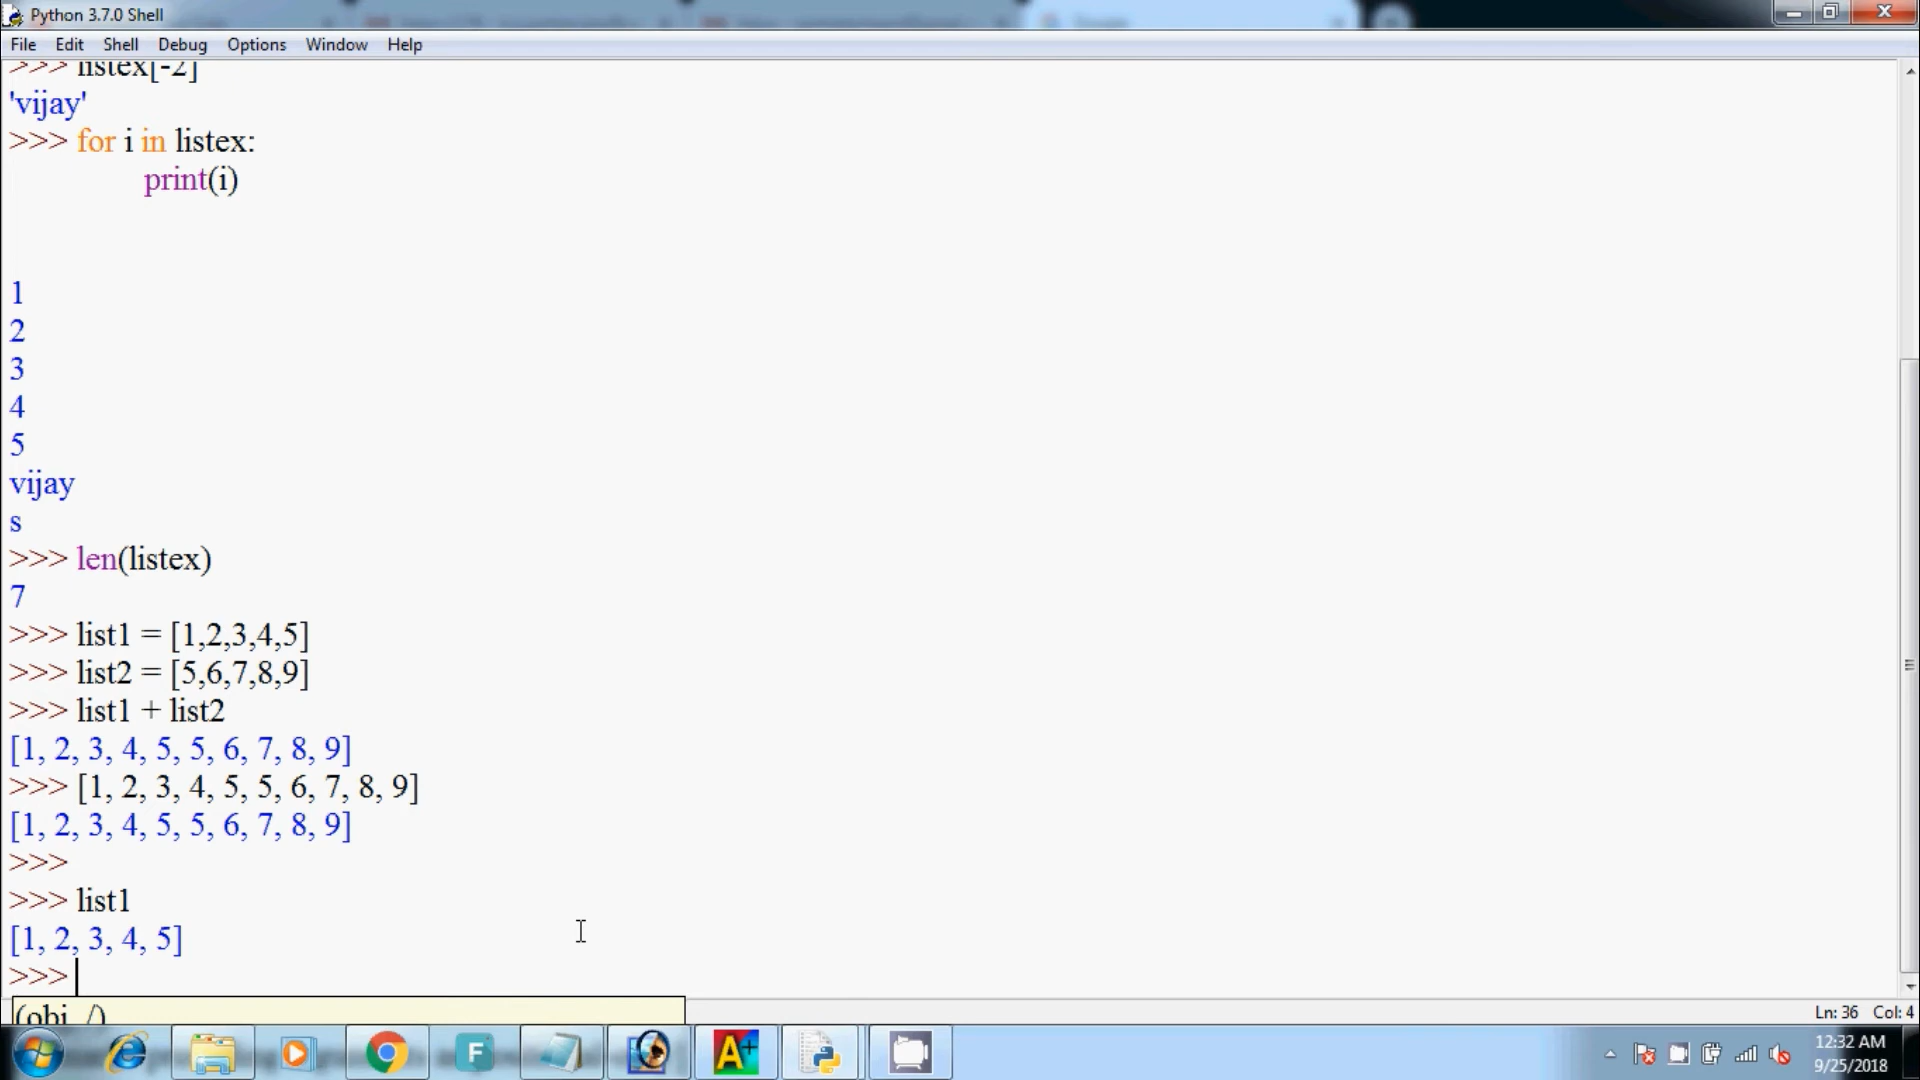 Python 3.7.0 Shell
File Edit Shell Debug Options Window Help
>>> listex[-2]
'vijay'
>>> for i in listex:
print(i)
1
2
3
4
5
vijay
s
>>> len(listex)
7
>>> list1 = [1,2,3,4,5]
>>> list2 = [5,6,7,8,9]
>>> list1 + list2
[1, 2, 3, 4, 5, 5, 6, 7, 8, 9]
>>> [1, 2, 3, 4, 5, 5, 6, 7, 8, 9]
[1, 2, 3, 4, 5, 5, 6, 7, 8, 9]
>>>
>>> list1
[1, 2, 3, 4, 5]
>>>
(obj, /)
Ln: 36 Col: 4
F
A+
12:32 AM
9/25/2018